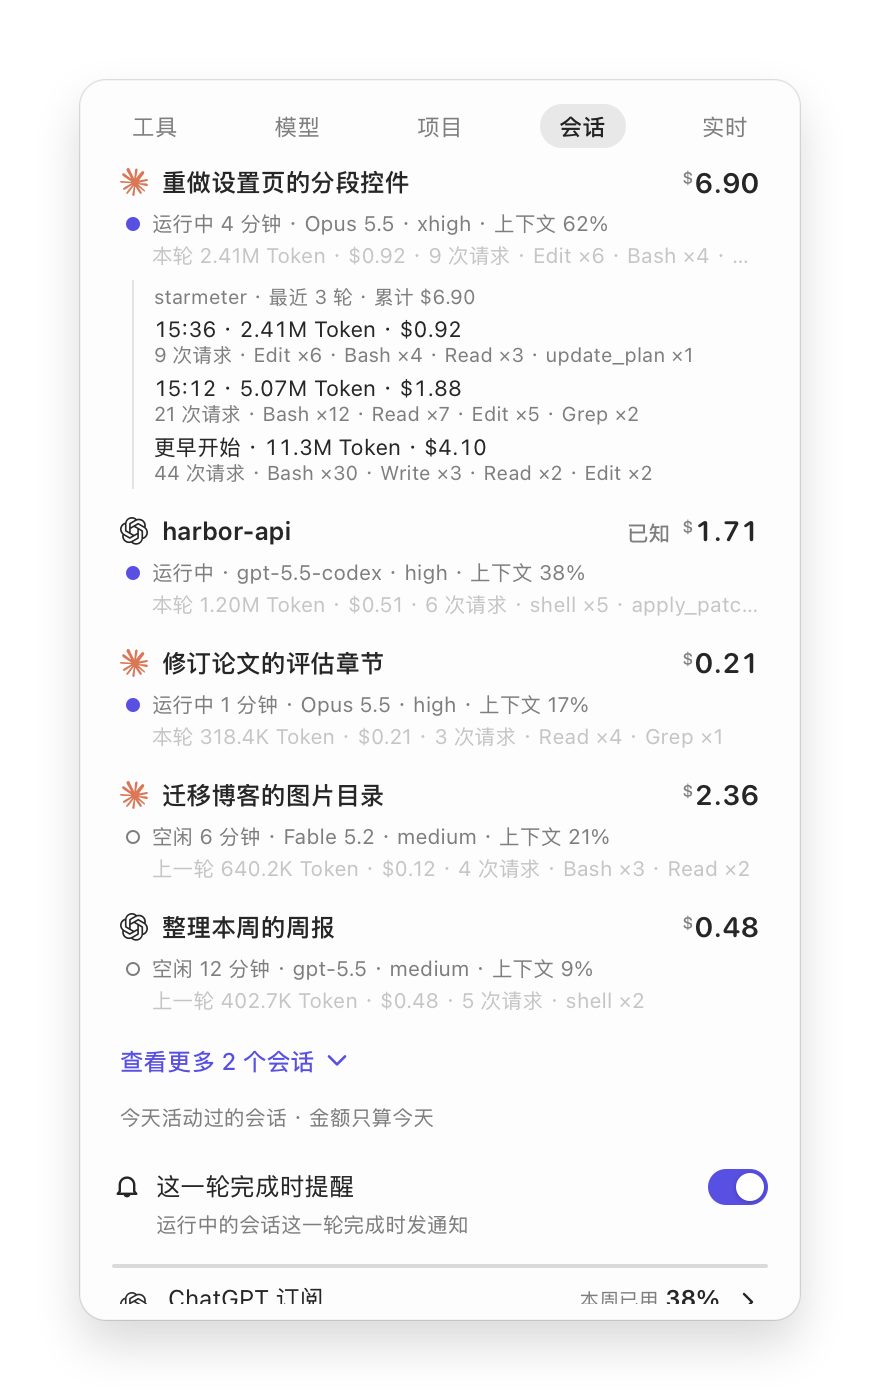 工具 模型 项目 会话 实时
重做设置页的分段控件 $6.90
运行中 4 分钟 · Opus 5.5 · xhigh · 上下文 62%
本轮 2.41M Token · $0.92 · 9 次请求 · Edit ×6 · Bash ×4 · ...
starmeter · 最近 3 轮 · 累计 $6.90
15:36 · 2.41M Token · $0.92
9 次请求 · Edit ×6 · Bash ×4 · Read ×3 · update_plan ×1
15:12 · 5.07M Token · $1.88
21 次请求 · Bash ×12 · Read ×7 · Edit ×5 · Grep ×2
更早开始 · 11.3M Token · $4.10
44 次请求 · Bash ×30 · Write ×3 · Read ×2 · Edit ×2
harbor-api 已知 $1.71
运行中 · gpt-5.5-codex · high · 上下文 38%
本轮 1.20M Token · $0.51 · 6 次请求 · shell ×5 · apply_patc...
修订论文的评估章节 $0.21
运行中 1 分钟 · Opus 5.5 · high · 上下文 17%
本轮 318.4K Token · $0.21 · 3 次请求 · Read ×4 · Grep ×1
迁移博客的图片目录 $2.36
空闲 6 分钟 · Fable 5.2 · medium · 上下文 21%
上一轮 640.2K Token · $0.12 · 4 次请求 · Bash ×3 · Read ×2
整理本周的周报 $0.48
空闲 12 分钟 · gpt-5.5 · medium · 上下文 9%
上一轮 402.7K Token · $0.48 · 5 次请求 · shell ×2
查看更多 2 个会话
今天活动过的会话 · 金额只算今天
这一轮完成时提醒
运行中的会话这一轮完成时发通知
ChatGPT 订阅 本周已用 38%